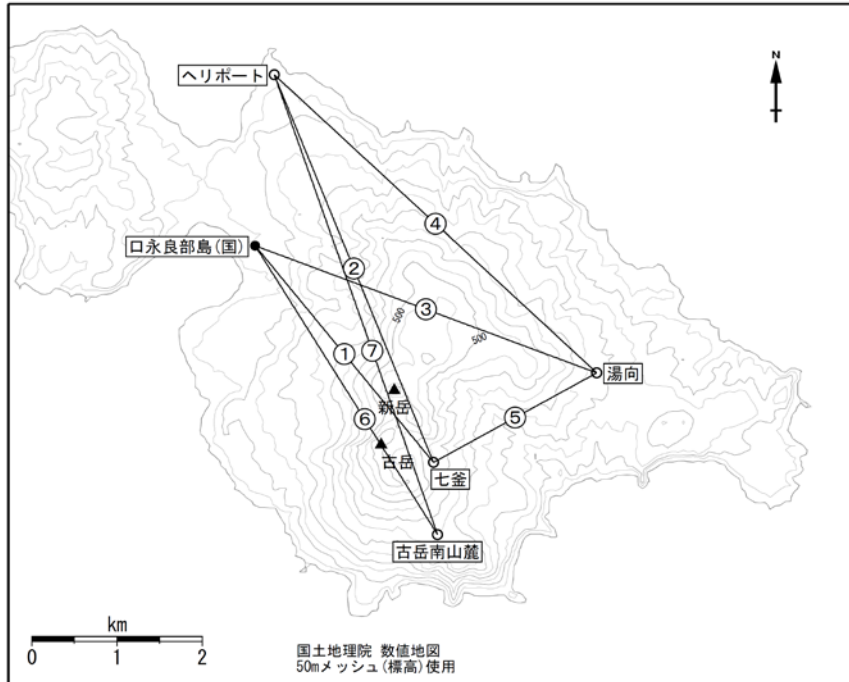 ヘリポート
N
④
口永良部島(国)
②
③
500
500
①
⑦
湯向
新岳
⑥
⑤
古岳
七釜
古岳南山麓
km
0 1 2
国土地理院 数値地図
50mメッシュ(標高)使用